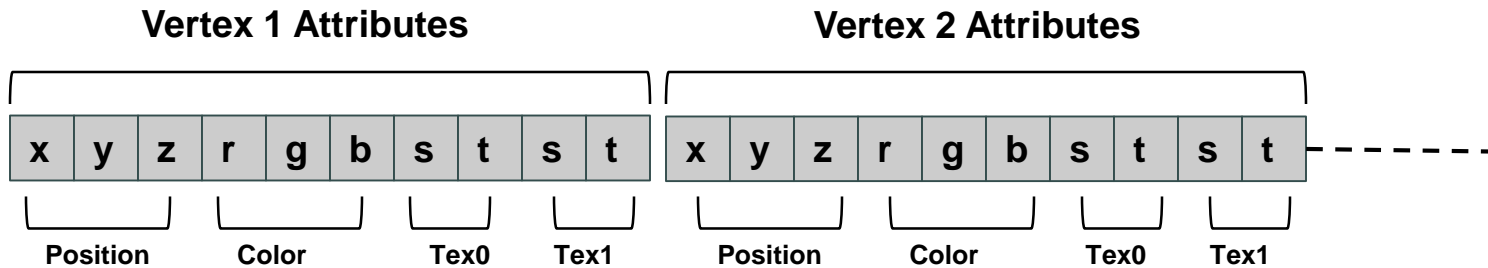 Vertex 1 Attributes Vertex 2 Attributes
x y z r g b s t s t x y z r g b s t s t
Position Color Tex0 Tex1 Position Color Tex0 Tex1